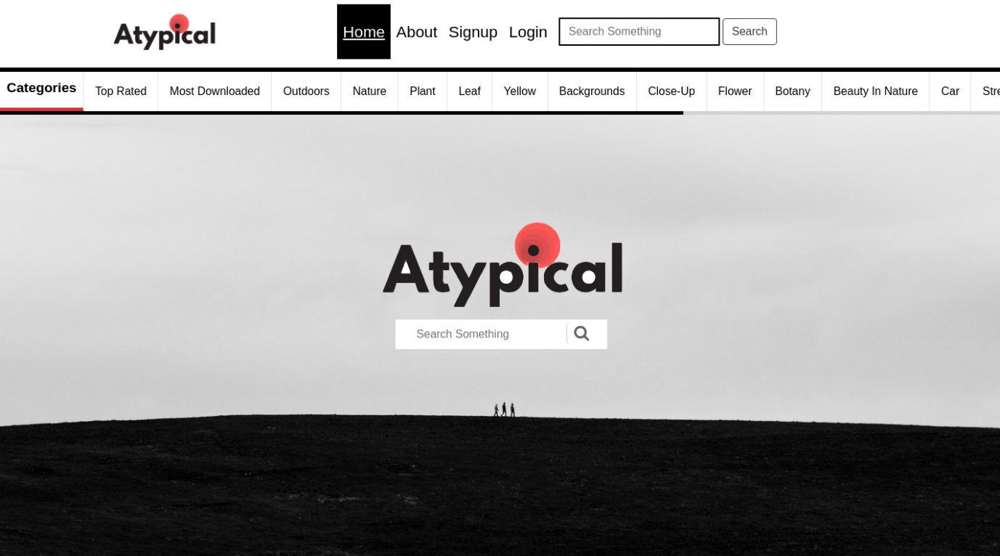 Atypical
Home About Signup Login Search Something Search
Categories Top Rated Most Downloaded Outdoors Nature Plant Leaf Yellow Backgrounds Close-Up Flower Botany Beauty In Nature Car
Atypical
Search Something